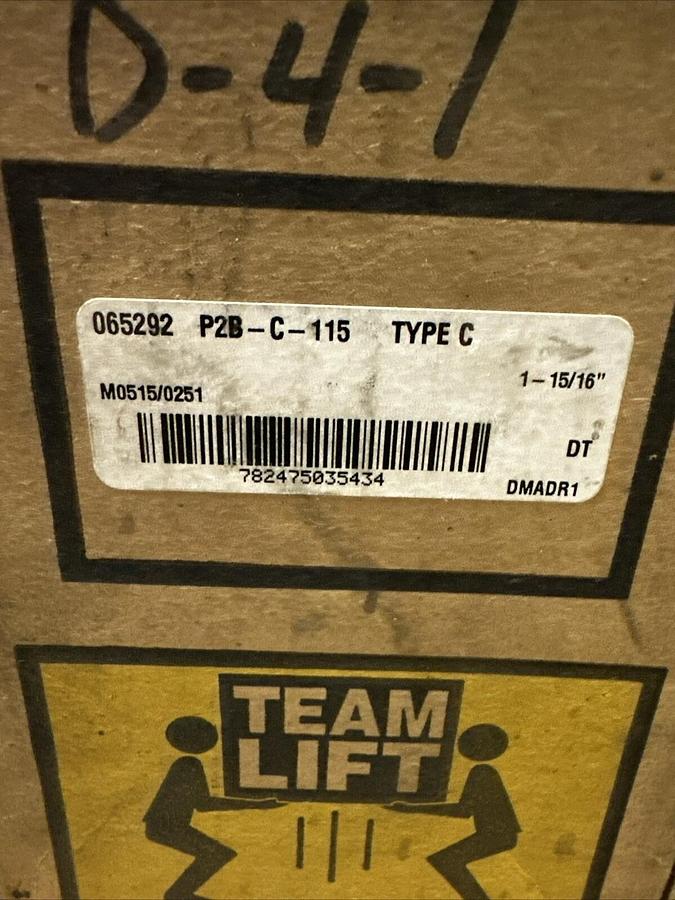 D-4-1
065292 P2B-C-115 TYPE C
1-15/16"
M0515/0251
DT
782475035434
DMADR1
TEAM
LIFT